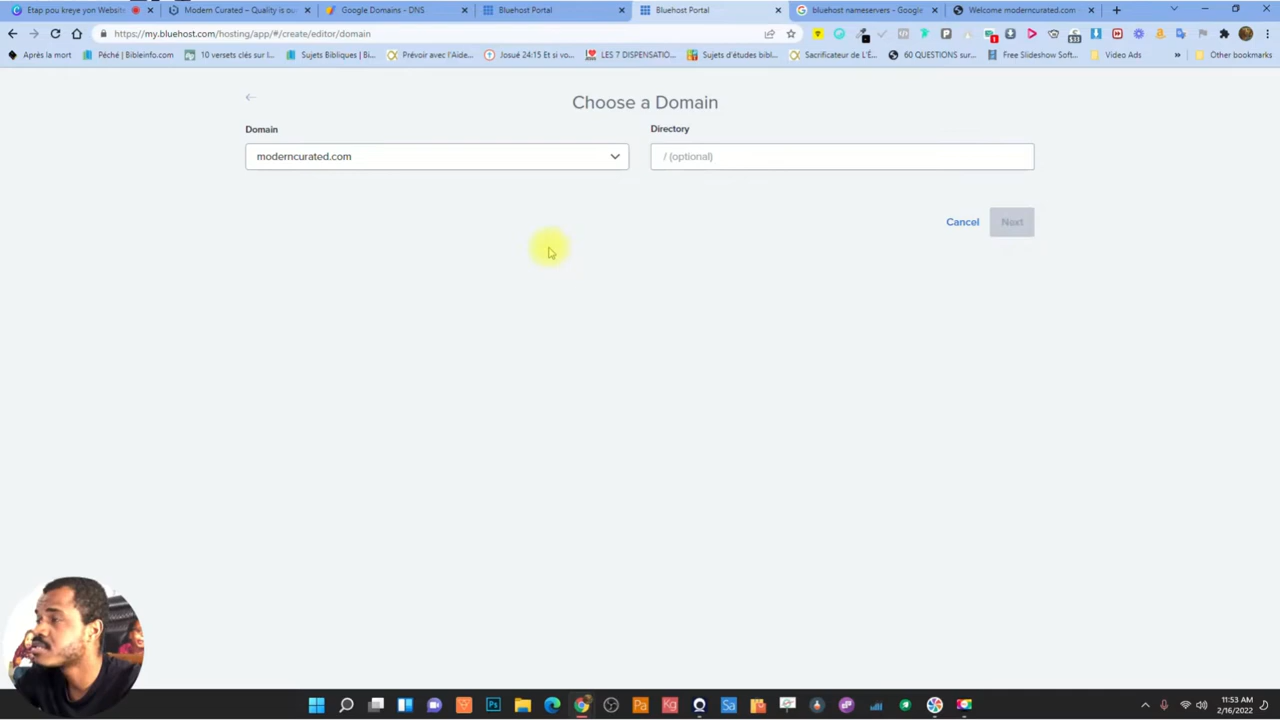 Etap pou kreye yon Websit
Modern Curated – Quality is our
Google Domains - DNS
Bluehost Portal
Bluehost Portal
bluehost nameservers - Google
Welcome moderncurated.com
https://my.bluehost.com/hosting/app/#/create/editor/domain
Après la mort
Péché | Bibleinfo.com
10 versets clés sur l...
Sujets Bibliques | Bi...
Prévoir avec l'Aide...
Josué 24:15 Et si vo...
LES 7 DISPENSATIO...
Sujets d'études bibl...
Sacrificateur de L'É...
60 QUESTIONS sur...
Free Slideshow Soft...
Video Ads
»
Other bookmarks
Choose a Domain
Domain
Directory
moderncurated.com
/ (optional)
Cancel
Next
11:53 AM
2/16/2022